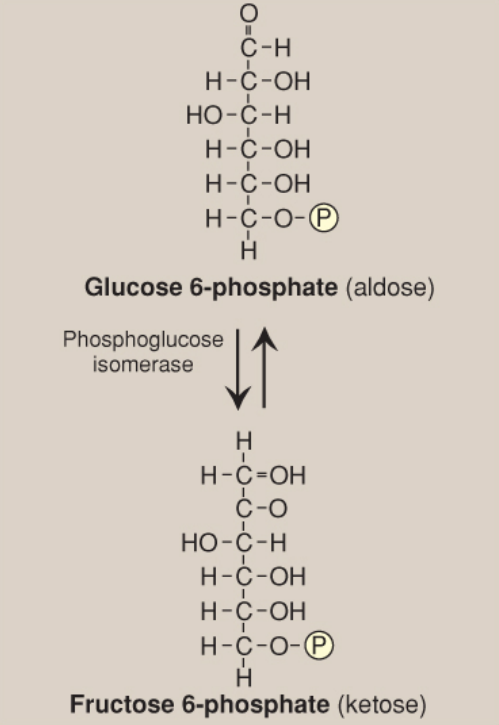 O
C-H
H-C-OH
HO-C-H
H-C-OH
H-C-OH
H-C-O-P
H
Glucose 6-phosphate (aldose)
Phosphoglucose
isomerase
H
H-C=OH
C-O
HO-C-H
H-C-OH
H-C-OH
H-C-O-P
H
Fructose 6-phosphate (ketose)